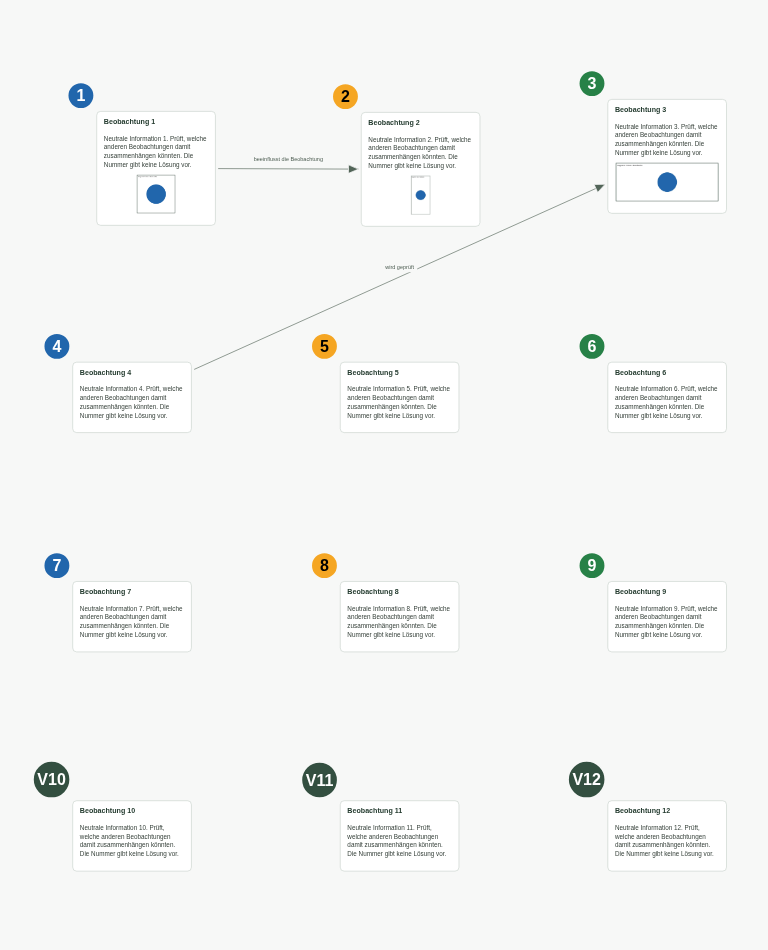 1
Beobachtung 1
Neutrale Information 1. Prüft, welche
anderen Beobachtungen damit
zusammenhängen könnten. Die
Nummer gibt keine Lösung vor.
beeinflusst die Beobachtung
2
Beobachtung 2
Neutrale Information 2. Prüft, welche
anderen Beobachtungen damit
zusammenhängen könnten. Die
Nummer gibt keine Lösung vor.
3
Beobachtung 3
Neutrale Information 3. Prüft, welche
anderen Beobachtungen damit
zusammenhängen könnten. Die
Nummer gibt keine Lösung vor.
wird geprüft
4
Beobachtung 4
Neutrale Information 4. Prüft, welche
anderen Beobachtungen damit
zusammenhängen könnten. Die
Nummer gibt keine Lösung vor.
5
Beobachtung 5
Neutrale Information 5. Prüft, welche
anderen Beobachtungen damit
zusammenhängen könnten. Die
Nummer gibt keine Lösung vor.
6
Beobachtung 6
Neutrale Information 6. Prüft, welche
anderen Beobachtungen damit
zusammenhängen könnten. Die
Nummer gibt keine Lösung vor.
7
Beobachtung 7
Neutrale Information 7. Prüft, welche
anderen Beobachtungen damit
zusammenhängen könnten. Die
Nummer gibt keine Lösung vor.
8
Beobachtung 8
Neutrale Information 8. Prüft, welche
anderen Beobachtungen damit
zusammenhängen könnten. Die
Nummer gibt keine Lösung vor.
9
Beobachtung 9
Neutrale Information 9. Prüft, welche
anderen Beobachtungen damit
zusammenhängen könnten. Die
Nummer gibt keine Lösung vor.
V10
Beobachtung 10
Neutrale Information 10. Prüft,
welche anderen Beobachtungen
damit zusammenhängen könnten.
Die Nummer gibt keine Lösung vor.
V11
Beobachtung 11
Neutrale Information 11. Prüft,
welche anderen Beobachtungen
damit zusammenhängen könnten.
Die Nummer gibt keine Lösung vor.
V12
Beobachtung 12
Neutrale Information 12. Prüft,
welche anderen Beobachtungen
damit zusammenhängen könnten.
Die Nummer gibt keine Lösung vor.